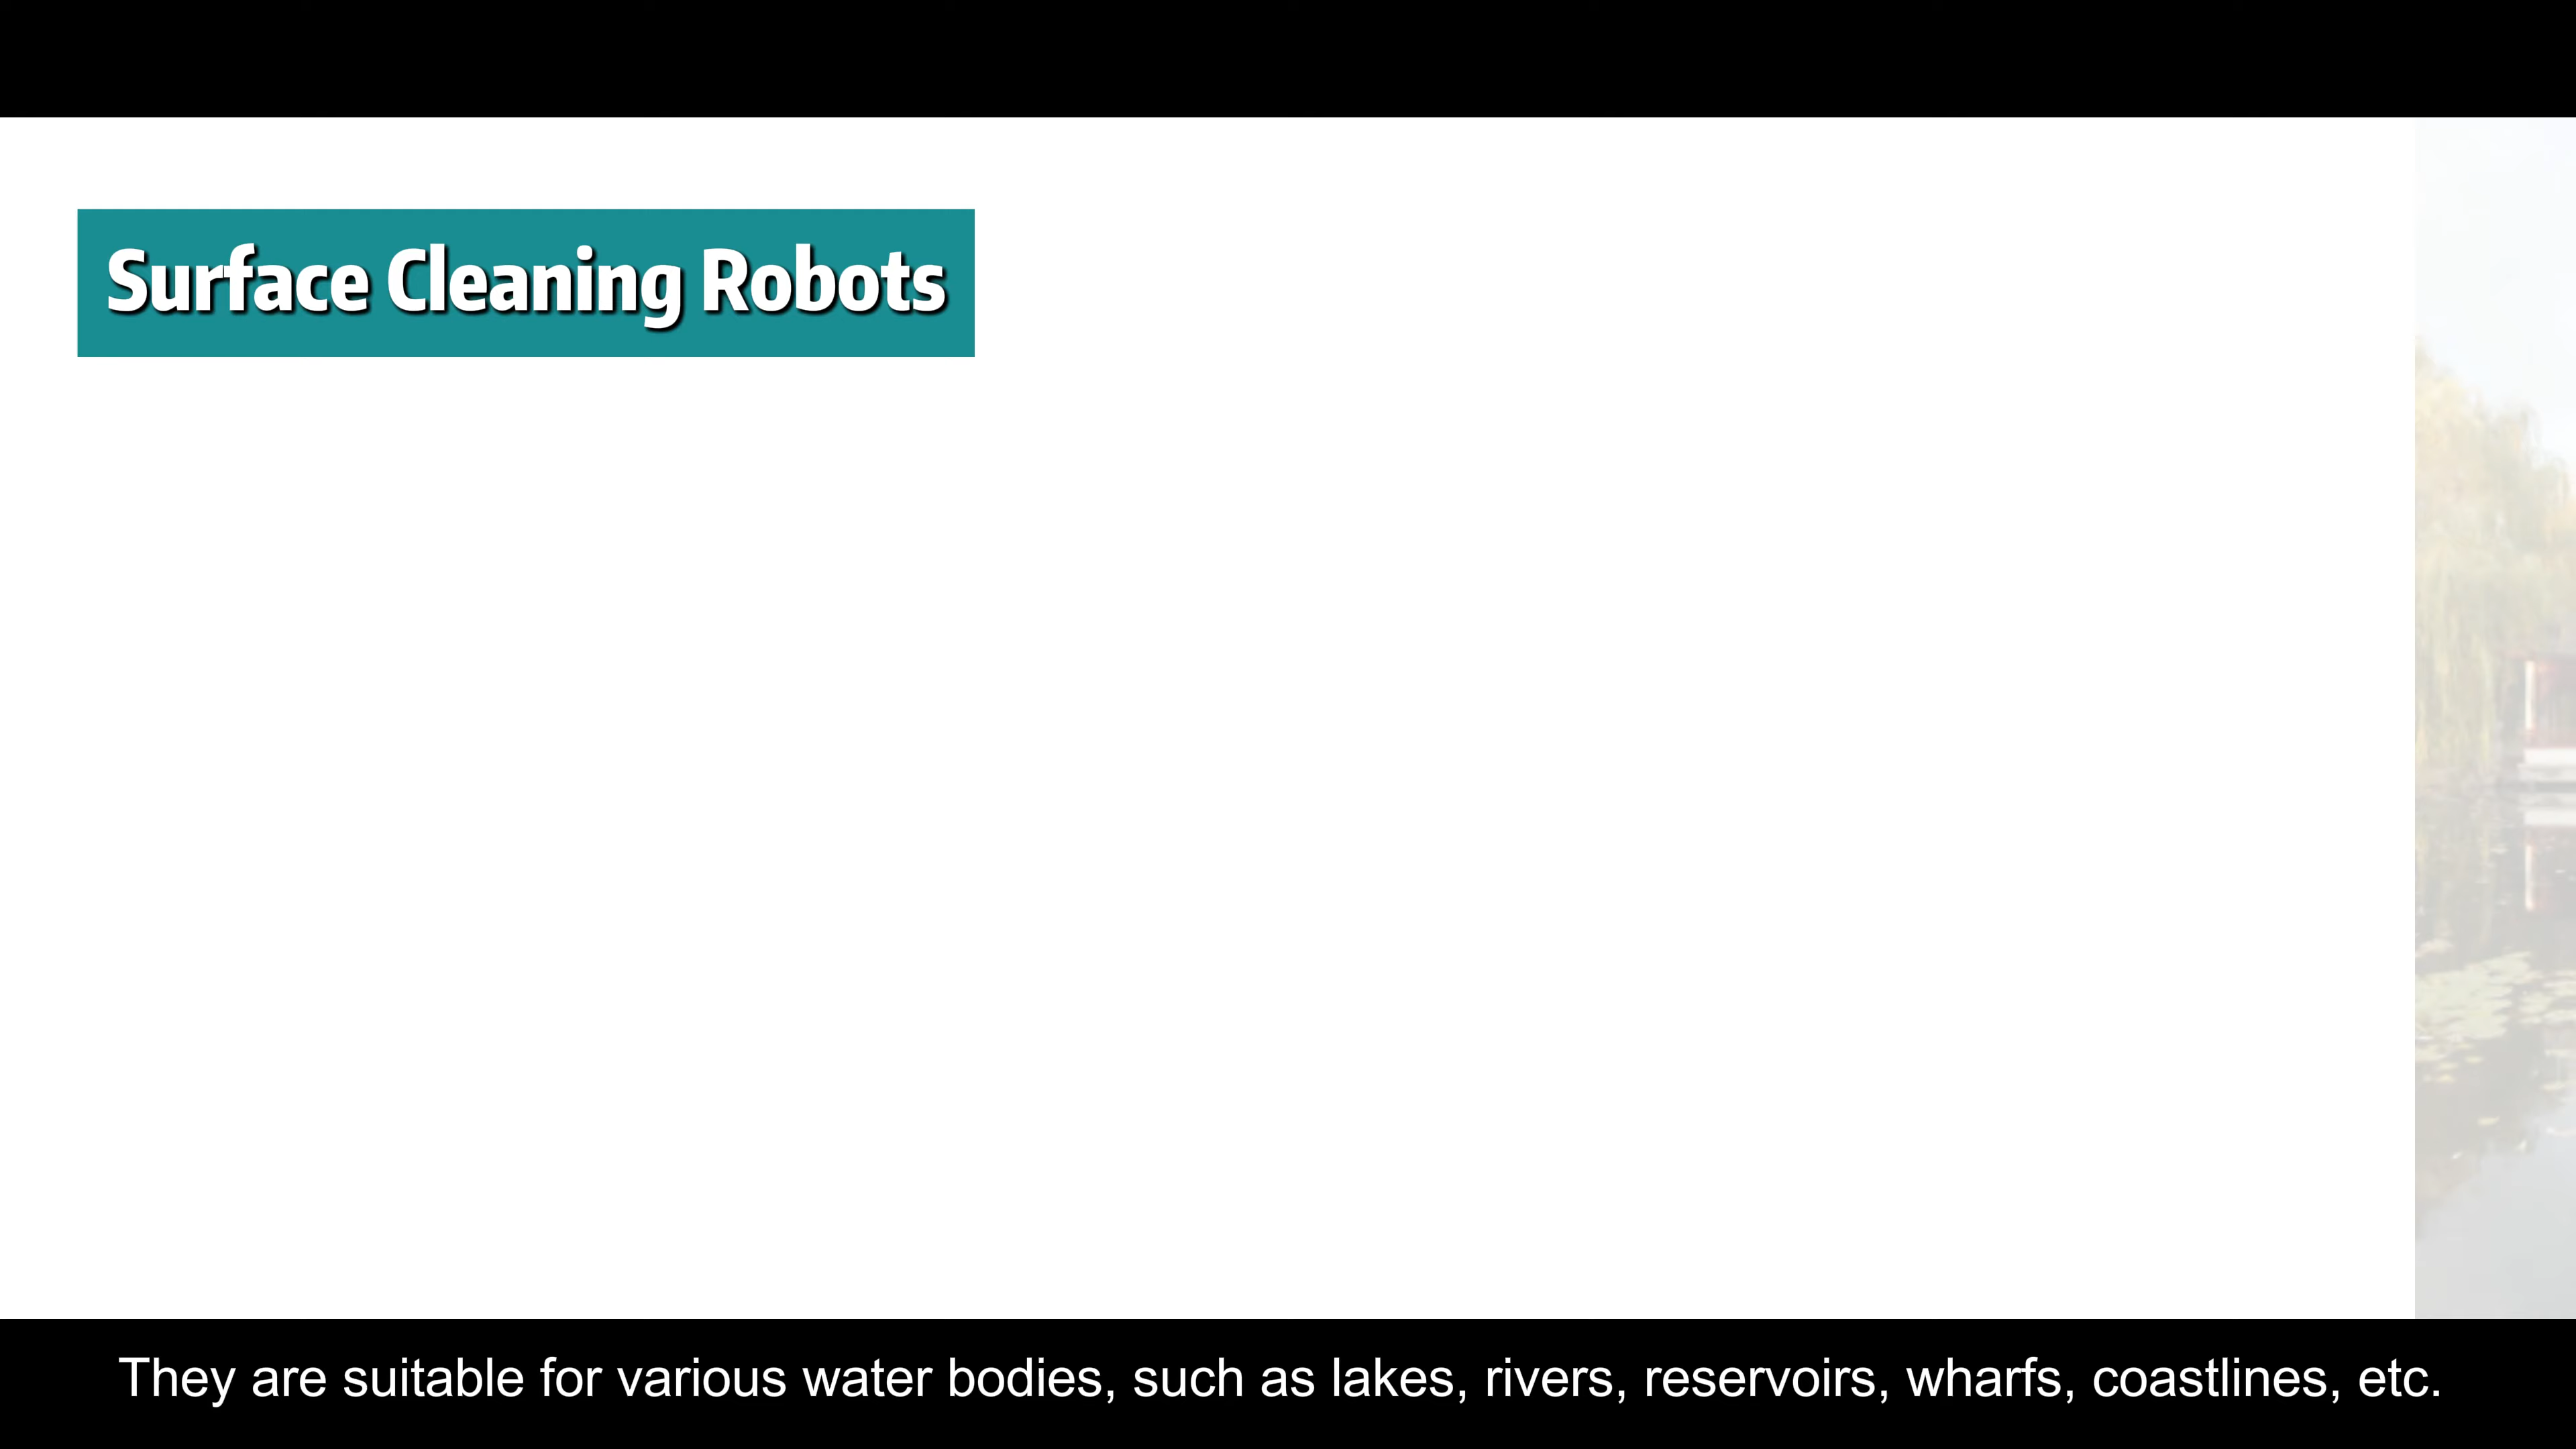 Surface Cleaning Robots
They are suitable for various water bodies, such as lakes, rivers, reservoirs, wharfs, coastlines, etc.